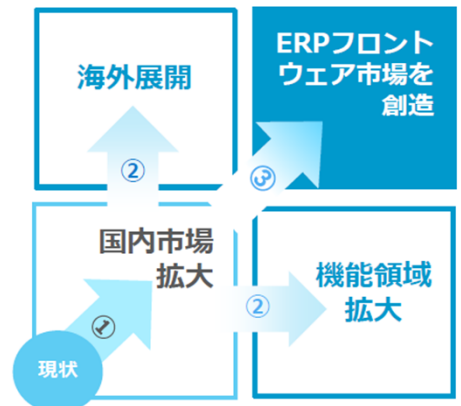 海外展開
ERPフロント
ウェア市場を
創造
②
③
国内市場
拡大
機能領域
拡大
①
②
現状